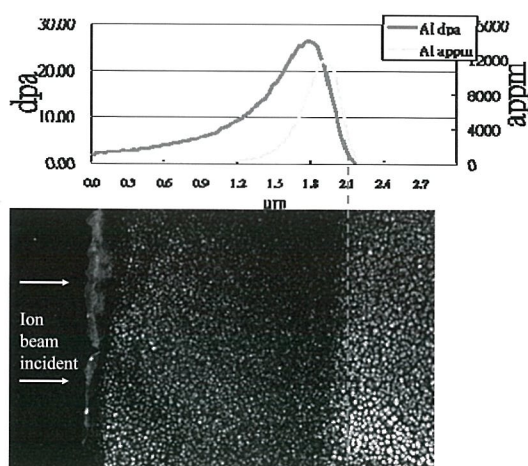 30.00
20.00
10.00
0.00
dpa
Al dpa
Al appm
12000
8000
4000
0
appm
0.0 0.3 0.6 0.9 1.2 1.5 1.8 2.1 2.4 2.7
μm
Ion
beam
incident